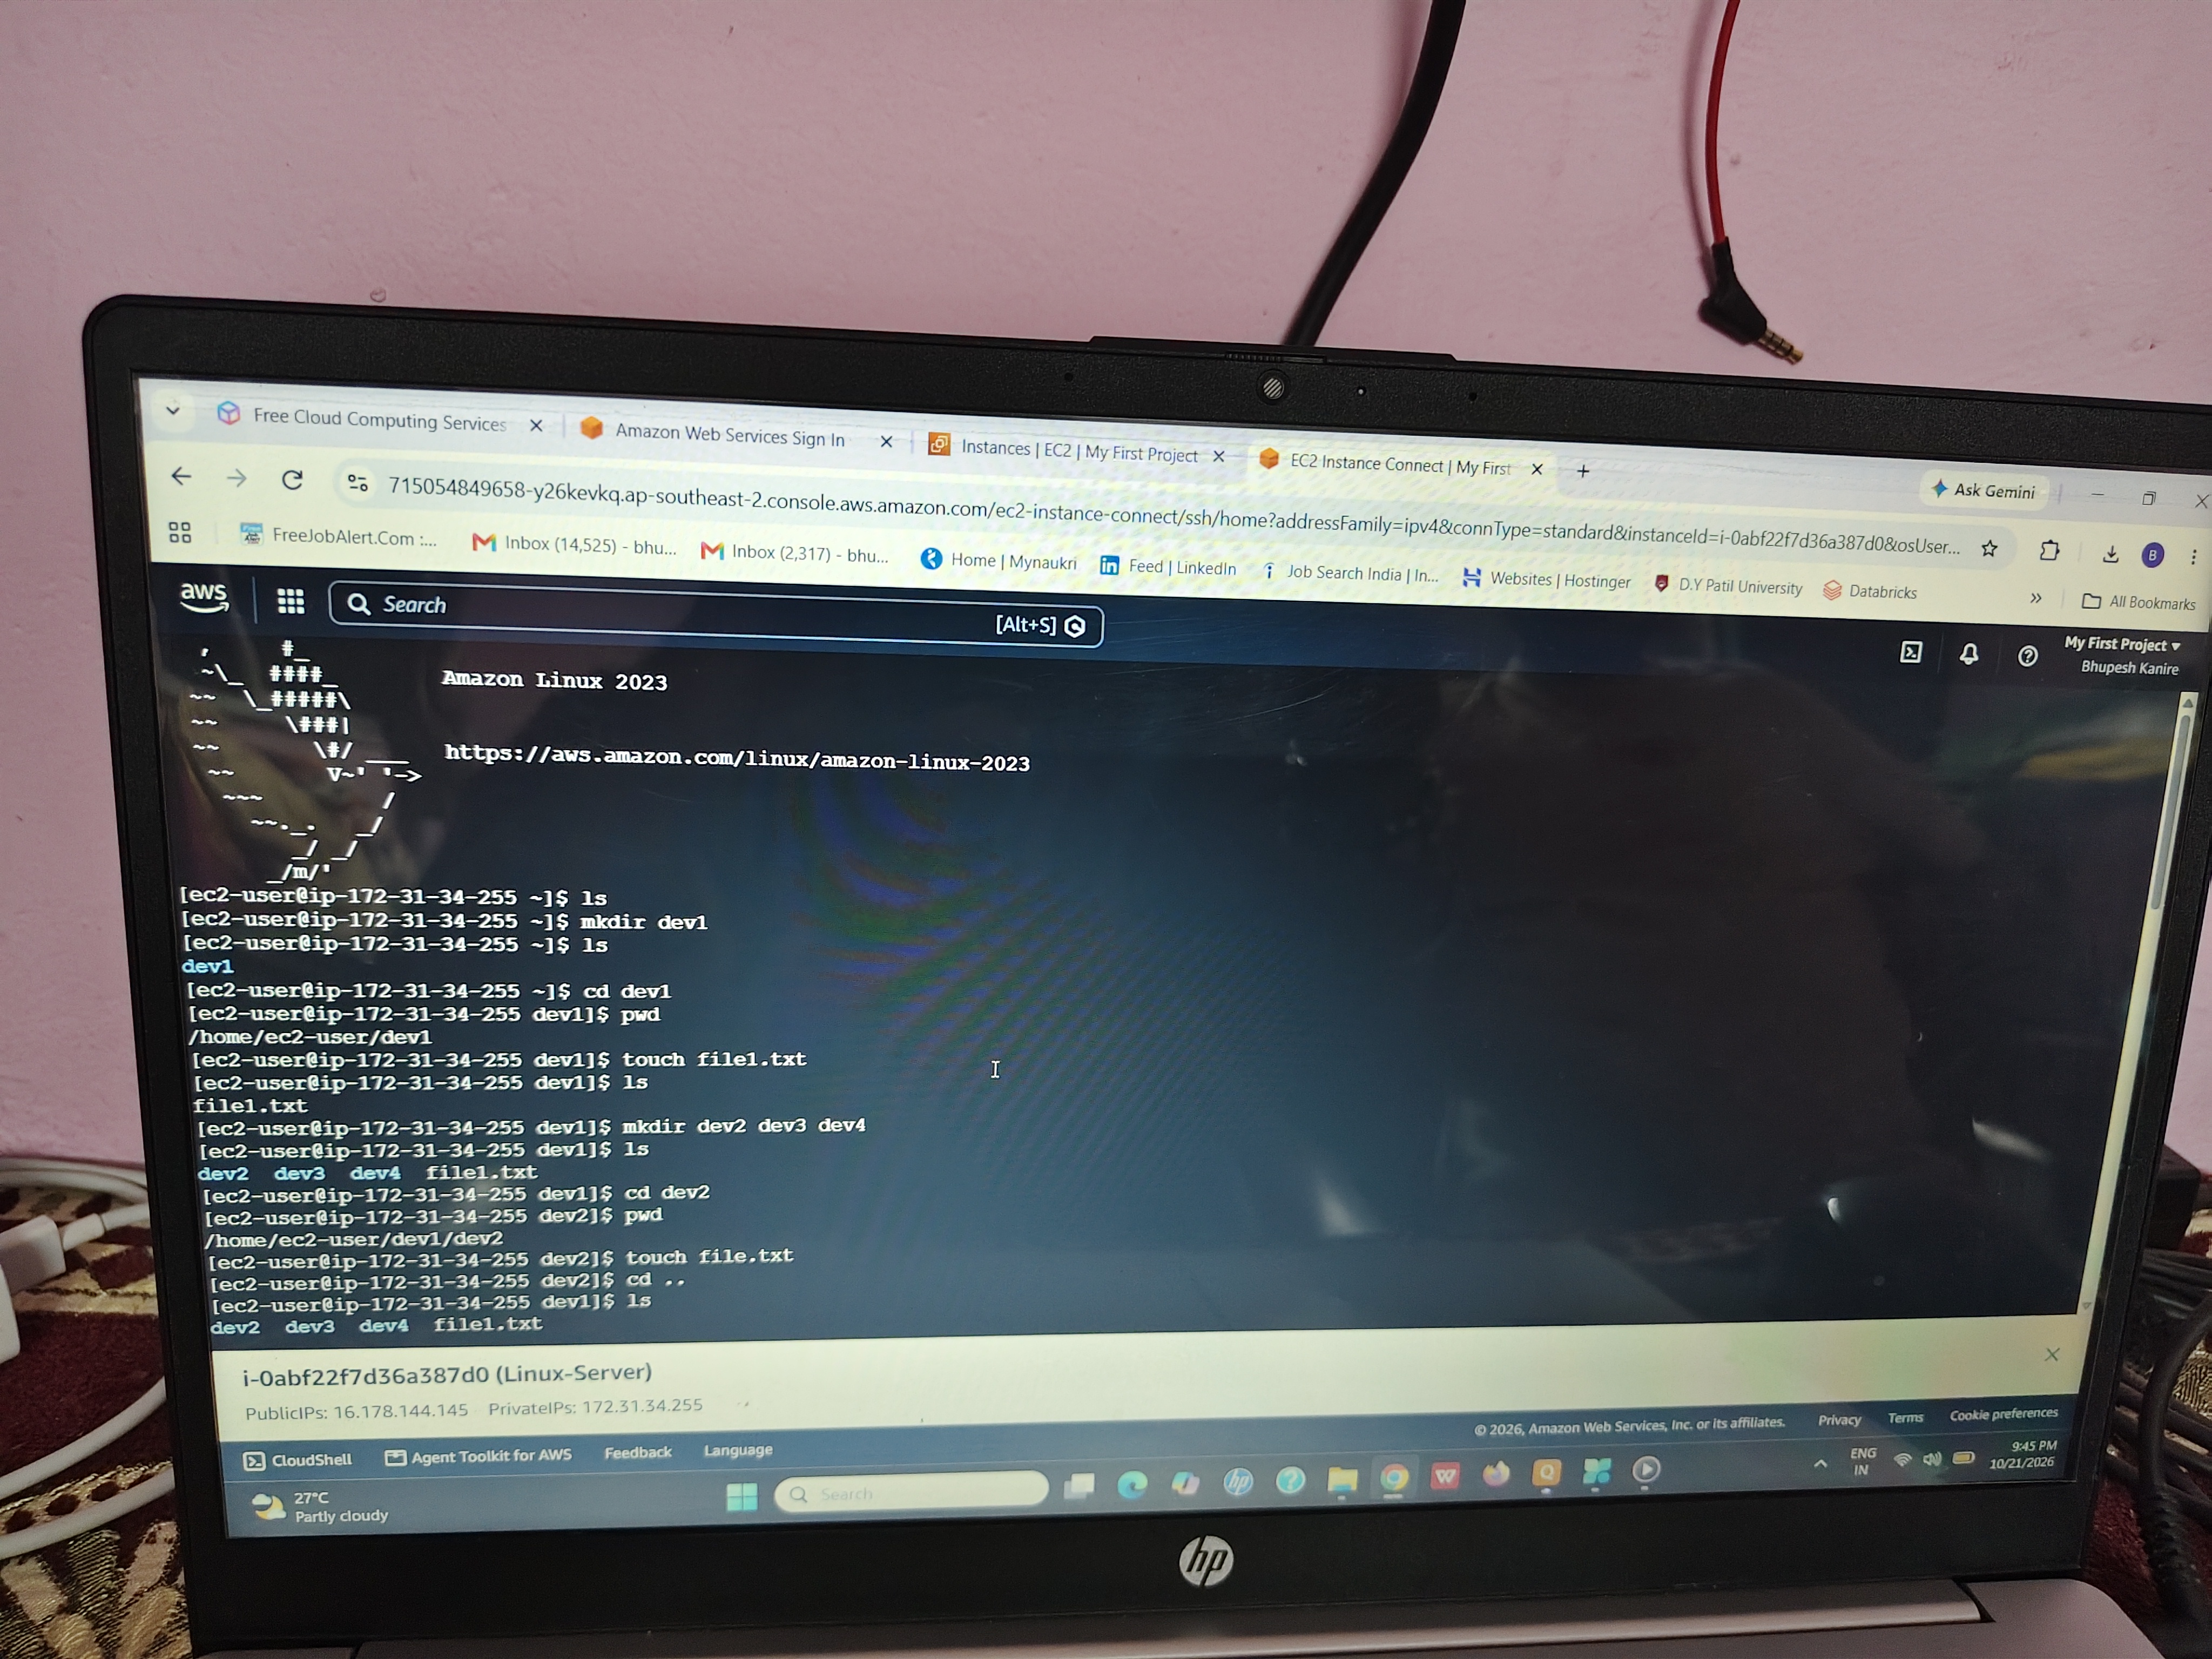 Free Cloud Computing Services
Amazon Web Services Sign In
Instances | EC2 | My First Project
EC2 Instance Connect | My First
Ask Gemini
715054849658-y26kevkq.ap-southeast-2.console.aws.amazon.com/ec2-instance-connect/ssh/home?addressFamily=ipv4&connType=standard&instanceId=i-0abf22f7d36a387d0&osUser...
B
FreeJobAlert.Com :...
Inbox (14,525) - bhu...
Inbox (2,317) - bhu...
Home | Mynaukri
Feed | LinkedIn
Job Search India | In...
Websites | Hostinger
D.Y Patil University
Databricks
»
All Bookmarks
aws
Search
[Alt+S]
My First Project ▾
Bhupesh Kanire
   ,     #_
   ~\_  ####_        Amazon Linux 2023
  ~~  \_#####\
  ~~     \###|
  ~~       \#/ ___   https://aws.amazon.com/linux/amazon-linux-2023
   ~~       V~' '->
    ~~~         /
      ~~._.   _/
         _/ _/
       _/m/'
[ec2-user@ip-172-31-34-255 ~]$ ls
[ec2-user@ip-172-31-34-255 ~]$ mkdir dev1
[ec2-user@ip-172-31-34-255 ~]$ ls
dev1
[ec2-user@ip-172-31-34-255 ~]$ cd dev1
[ec2-user@ip-172-31-34-255 dev1]$ pwd
/home/ec2-user/dev1
[ec2-user@ip-172-31-34-255 dev1]$ touch file1.txt
[ec2-user@ip-172-31-34-255 dev1]$ ls
file1.txt
[ec2-user@ip-172-31-34-255 dev1]$ mkdir dev2 dev3 dev4
[ec2-user@ip-172-31-34-255 dev1]$ ls
dev2  dev3  dev4  file1.txt
[ec2-user@ip-172-31-34-255 dev1]$ cd dev2
[ec2-user@ip-172-31-34-255 dev2]$ pwd
/home/ec2-user/dev1/dev2
[ec2-user@ip-172-31-34-255 dev2]$ touch file.txt
[ec2-user@ip-172-31-34-255 dev2]$ cd ..
[ec2-user@ip-172-31-34-255 dev1]$ ls
dev2  dev3  dev4  file1.txt
i-0abf22f7d36a387d0 (Linux-Server)
PublicIPs: 16.178.144.145 PrivateIPs: 172.31.34.255
© 2026, Amazon Web Services, Inc. or its affiliates.
Privacy
Terms
Cookie preferences
CloudShell
Agent Toolkit for AWS
Feedback
Language
27°C
Partly cloudy
Search
hp
W
Q
ENG
IN
9:45 PM
10/21/2026
hp